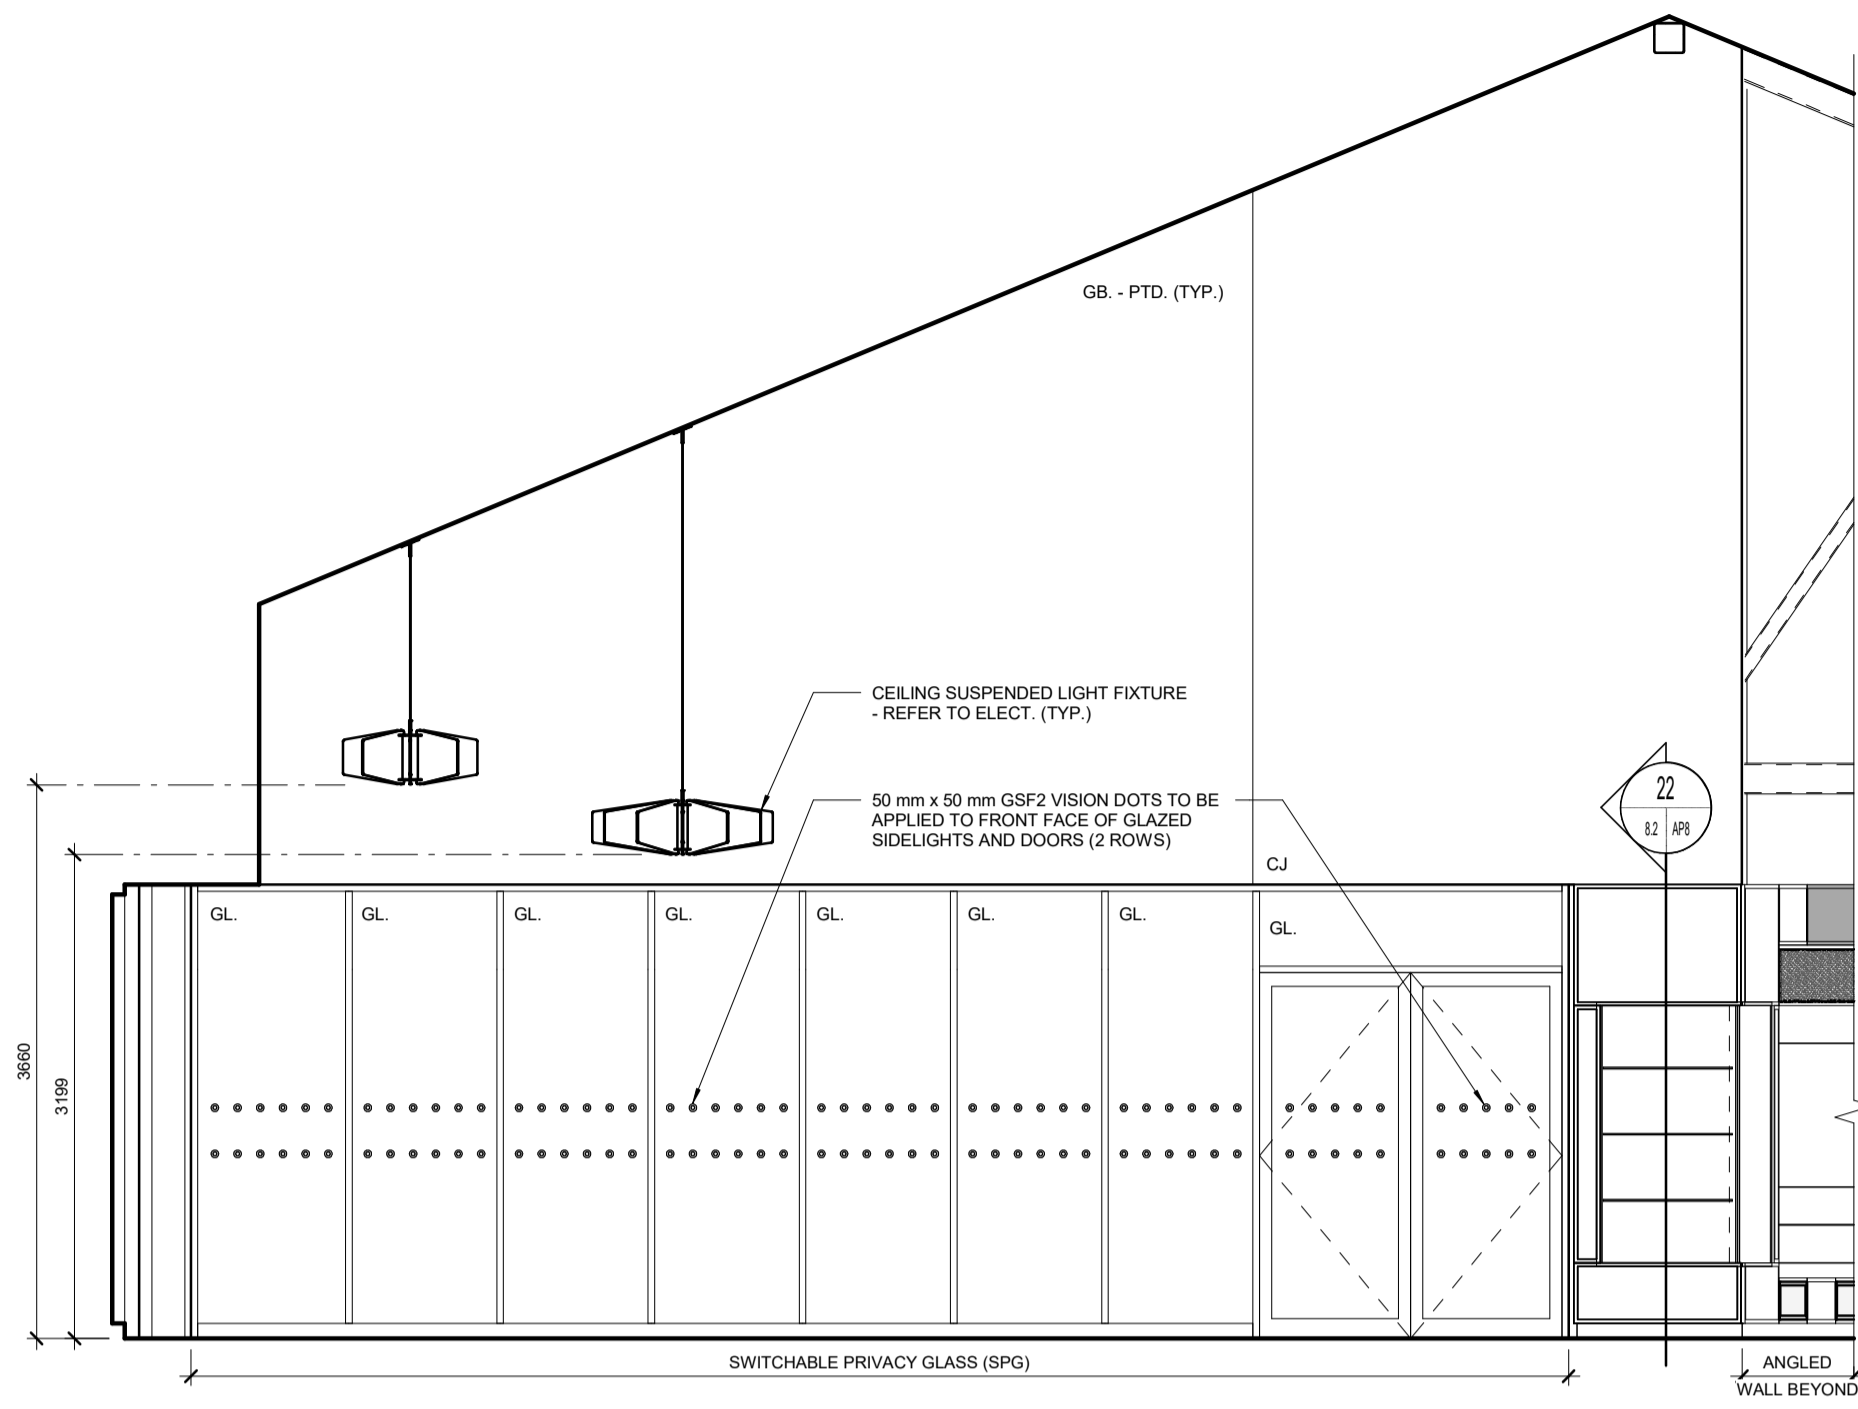 GB. - PTD. (TYP.)
CEILING SUSPENDED LIGHT FIXTURE
- REFER TO ELECT. (TYP.)
50 mm x 50 mm GSF2 VISION DOTS TO BE
APPLIED TO FRONT FACE OF GLAZED
SIDELIGHTS AND DOORS (2 ROWS)
22
8.2 AP8
CJ
GL.
GL.
GL.
GL.
GL.
GL.
GL.
GL.
3660
3199
SWITCHABLE PRIVACY GLASS (SPG)
ANGLED
WALL BEYOND